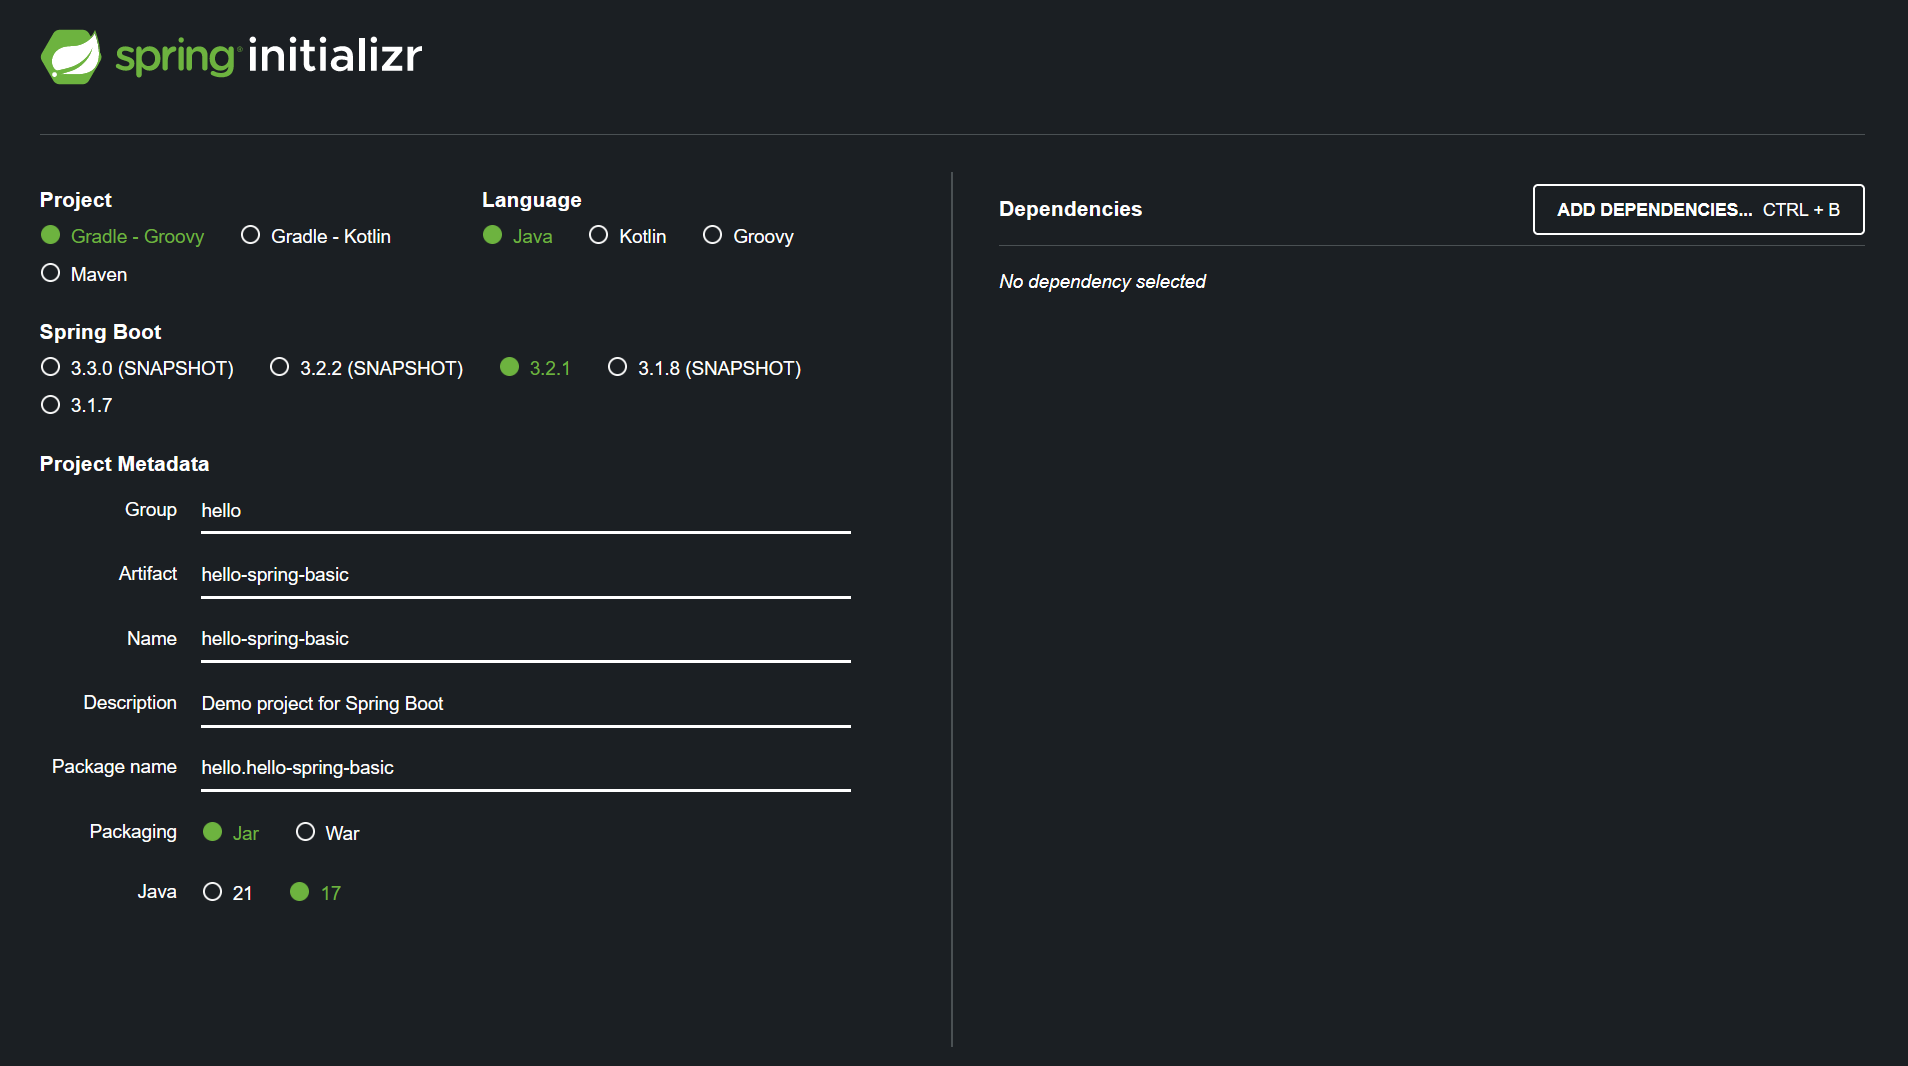 spring initializr
Project
Gradle - Groovy Gradle - Kotlin
Maven
Language
Java Kotlin Groovy
Spring Boot
3.3.0 (SNAPSHOT) 3.2.2 (SNAPSHOT) 3.2.1 3.1.8 (SNAPSHOT)
3.1.7
Project Metadata
Group hello
Artifact hello-spring-basic
Name hello-spring-basic
Description Demo project for Spring Boot
Package name hello.hello-spring-basic
Packaging Jar War
Java 21 17
Dependencies ADD DEPENDENCIES... CTRL + B
No dependency selected